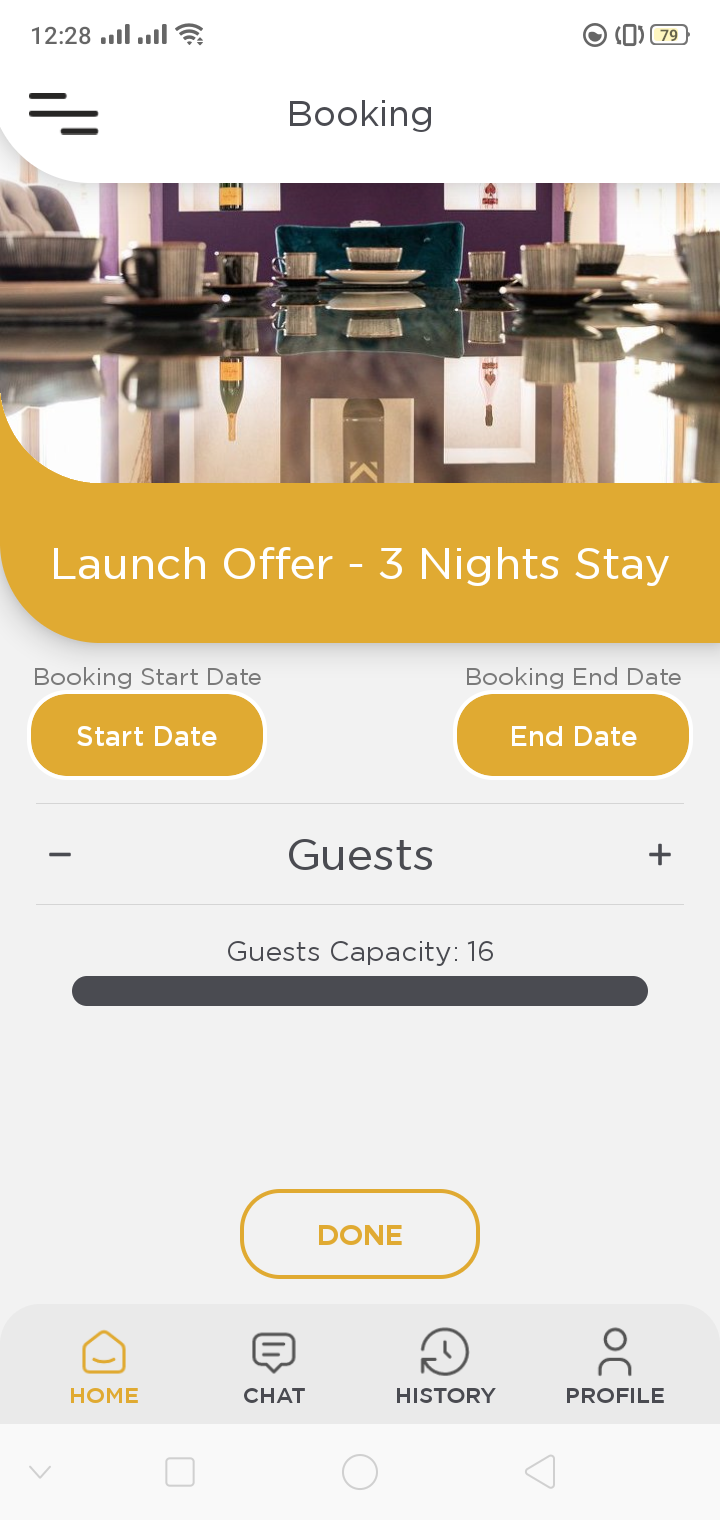 12:28
79
Booking
Launch Offer - 3 Nights Stay
Booking Start Date
Booking End Date
Start Date
End Date
Guests
Guests Capacity: 16
DONE
HOME
CHAT
HISTORY
PROFILE